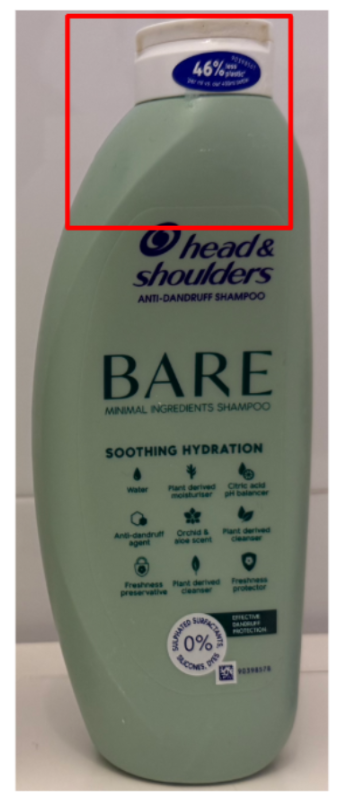 46% less
plastic*
head &
shoulders
ANTI-DANDRUFF SHAMPOO
BARE
MINIMAL INGREDIENTS SHAMPOO
SOOTHING HYDRATION
Water
Plant derived
moisturiser
Citric acid
pH balancer
Anti-dandruff
agent
Orchid &
aloe scent
Plant derived
cleanser
Freshness
preservative
Plant derived
cleanser
Freshness
protector
EFFECTIVE
DANDRUFF
PROTECTION
SULPHATED SURFACTANTS,
0%
SILICONES, DYES